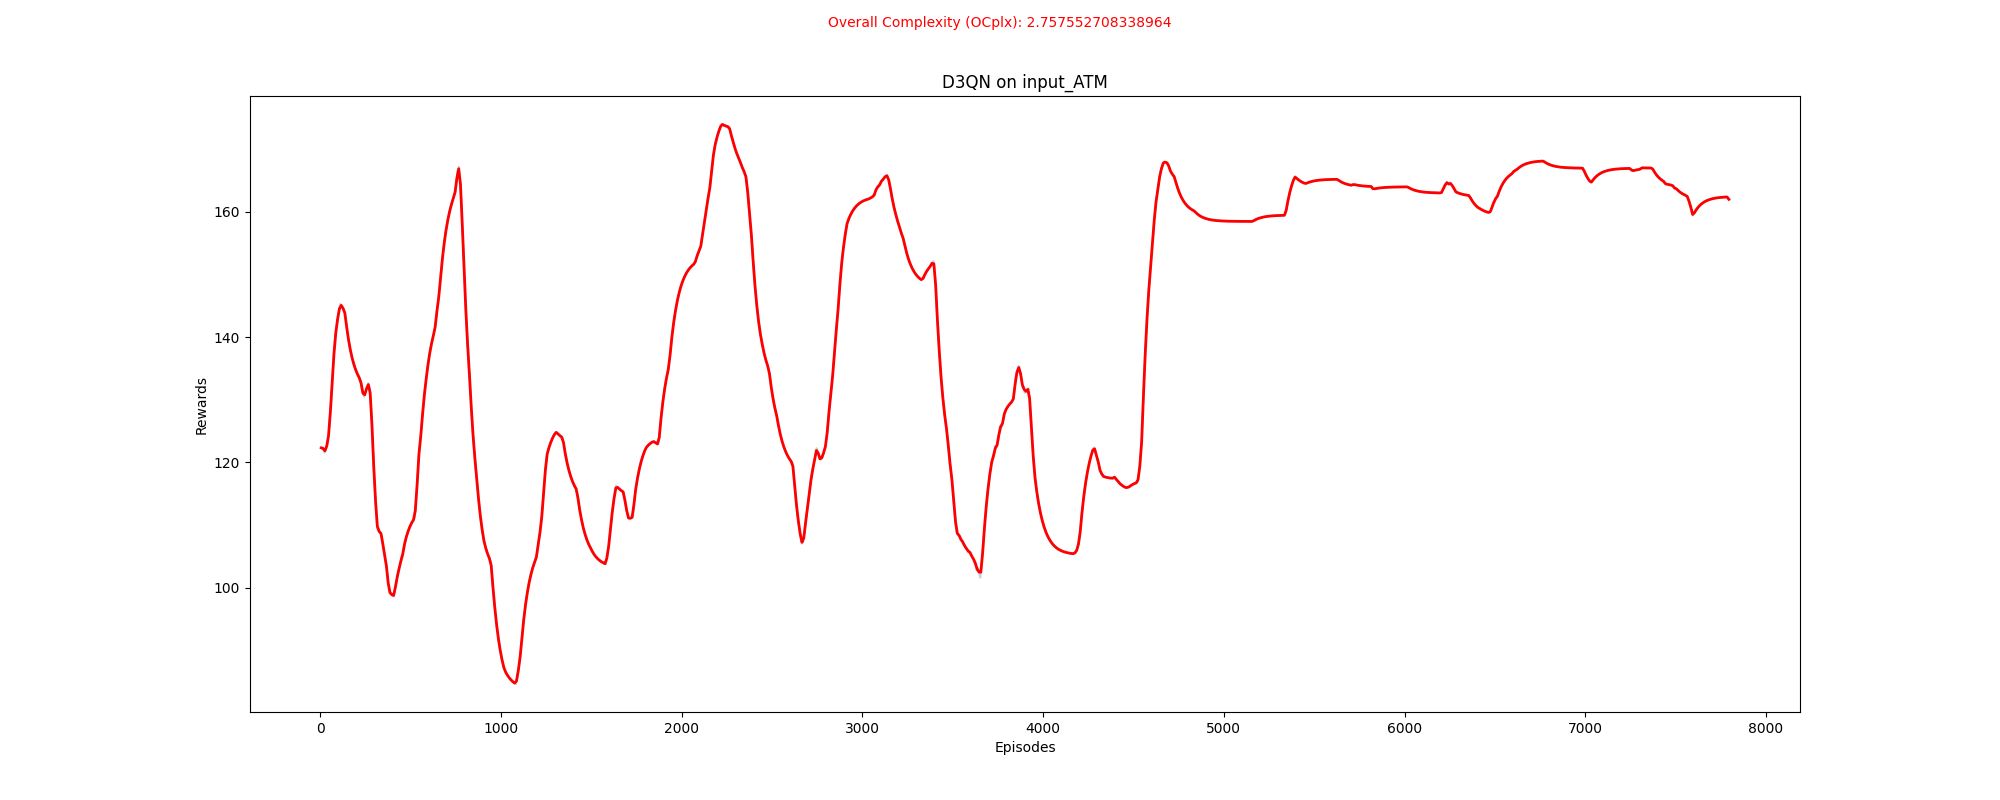 Overall Complexity (OCplx): 2.757552708338964
D3QN on input_ATM
Rewards
160
140
120
100
0 1000 2000 3000 4000 5000 6000 7000 8000
Episodes